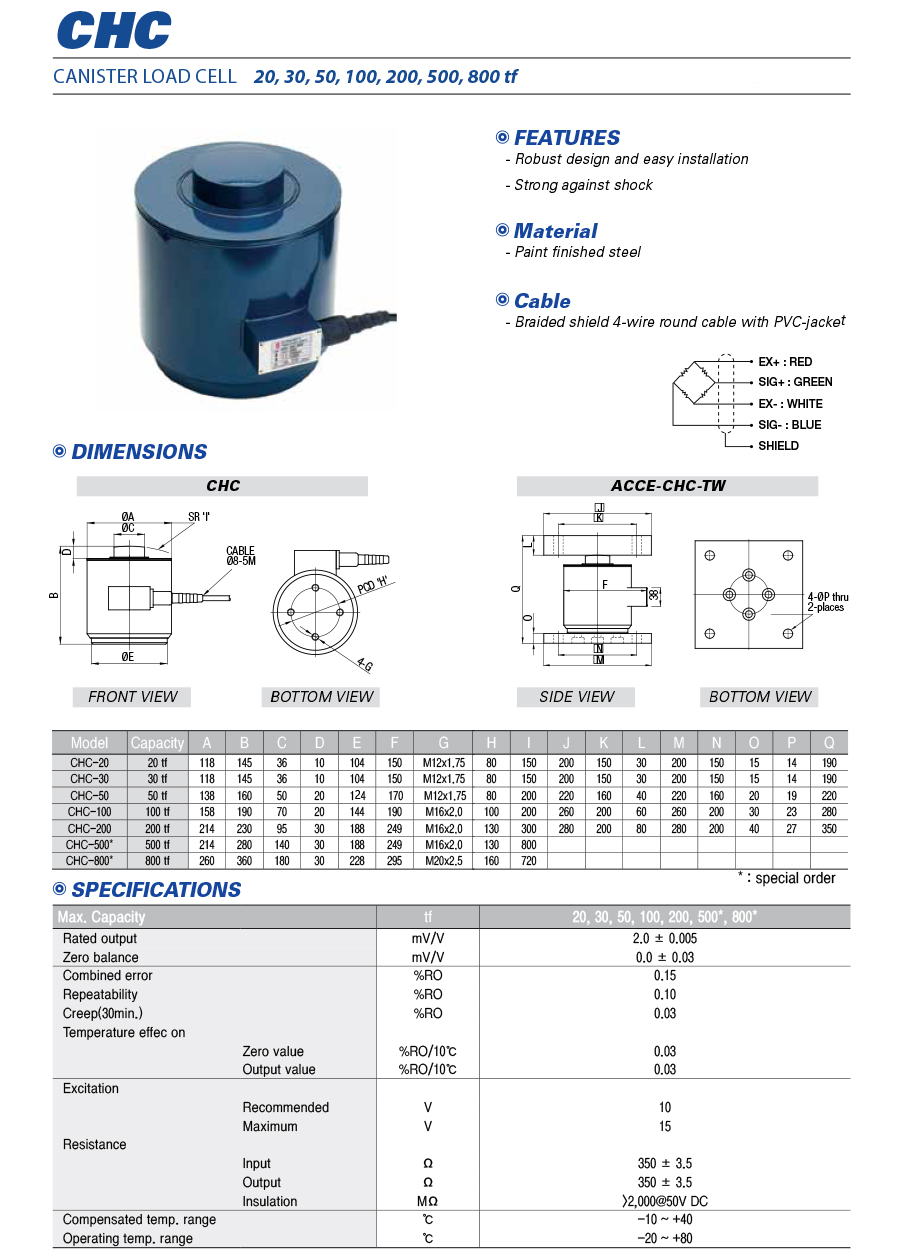 CHC
CANISTER LOAD CELL 20, 30, 50, 100, 200, 500, 800 tf
FEATURES
- Robust design and easy installation
- Strong against shock
Material
- Paint finished steel
Cable
- Braided shield 4-wire round cable with PVC-jacket
EX+ : RED
SIG+ : GREEN
EX- : WHITE
SIG- : BLUE
SHIELD
DIMENSIONS
CHC
ØA
ØC
SR 'I'
D
B
CABLE
Ø8-5M
ØE
PCD 'H'
4-G
FRONT VIEW
BOTTOM VIEW
ACCE-CHC-TW
J
K
L
Q
F
38
O
N
M
4-ØP thru
2-places
SIDE VIEW
BOTTOM VIEW
Model Capacity A B C D E F G H I J K L M N O P Q
CHC-20 20 tf 118 145 36 10 104 150 M12x1.75 80 150 200 150 30 200 150 15 14 190
CHC-30 30 tf 118 145 36 10 104 150 M12x1.75 80 150 200 150 30 200 150 15 14 190
CHC-50 50 tf 138 160 50 20 124 170 M12x1.75 80 200 220 160 40 220 160 20 19 220
CHC-100 100 tf 158 190 70 20 144 190 M16x2.0 100 200 260 200 60 260 200 30 23 280
CHC-200 200 tf 214 230 95 30 188 249 M16x2.0 130 300 280 200 80 280 200 40 27 350
CHC-500* 500 tf 214 280 140 30 188 249 M16x2.0 130 800
CHC-800* 800 tf 260 360 180 30 228 295 M20x2.5 160 720
* : special order
SPECIFICATIONS
Max. Capacity tf 20, 30, 50, 100, 200, 500*, 800*
Rated output mV/V 2.0 ± 0.005
Zero balance mV/V 0.0 ± 0.03
Combined error %RO 0.15
Repeatability %RO 0.10
Creep(30min.) %RO 0.03
Temperature effec on
Zero value %RO/10℃ 0.03
Output value %RO/10℃ 0.03
Excitation
Recommended V 10
Maximum V 15
Resistance
Input Ω 350 ± 3.5
Output Ω 350 ± 3.5
Insulation MΩ >2,000@50V DC
Compensated temp. range ℃ -10 ~ +40
Operating temp. range ℃ -20 ~ +80